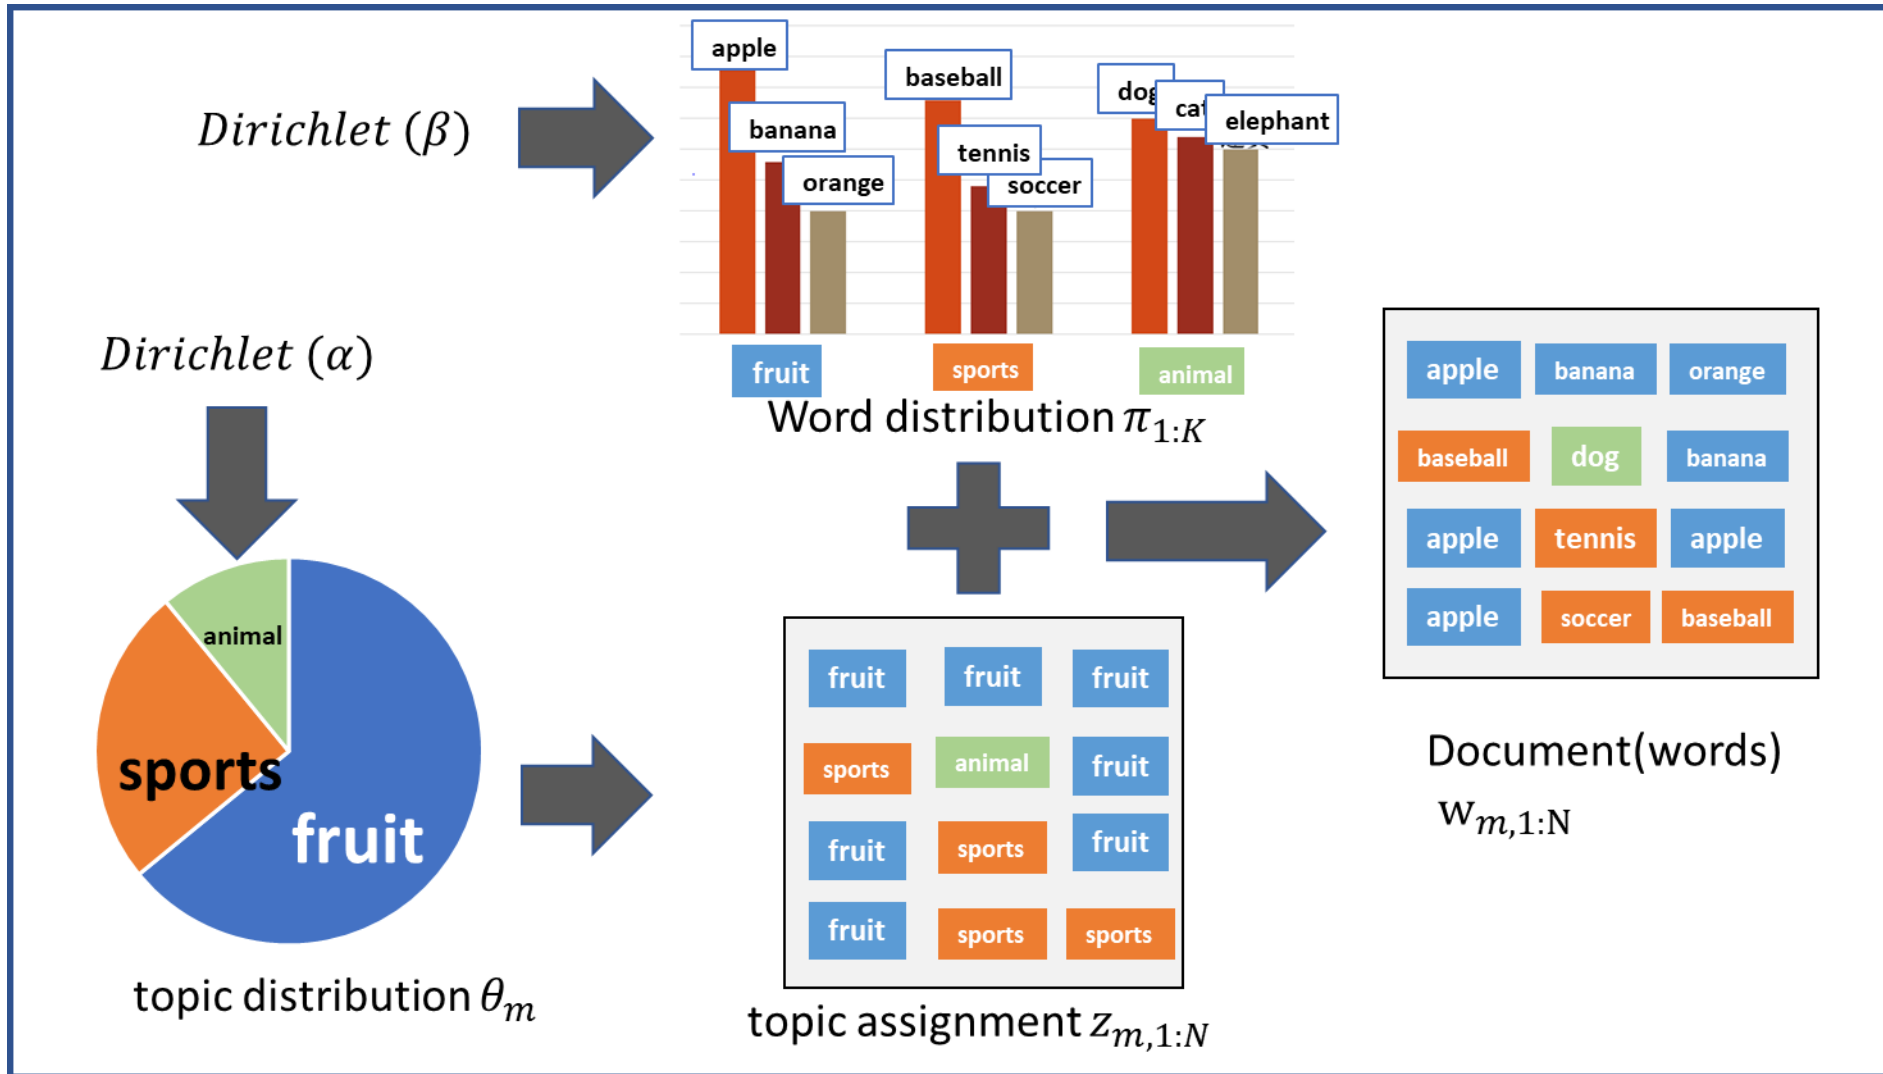 Dirichlet (β)
apple
banana
orange
baseball
tennis
soccer
dog
cat
elephant
fruit
sports
animal
Word distribution π1:K
Dirichlet (α)
animal
sports
fruit
topic distribution θm
fruit fruit fruit
sports animal fruit
fruit sports fruit
fruit sports sports
topic assignment zm,1:N
apple banana orange
baseball dog banana
apple tennis apple
apple soccer baseball
Document(words)
wm,1:N